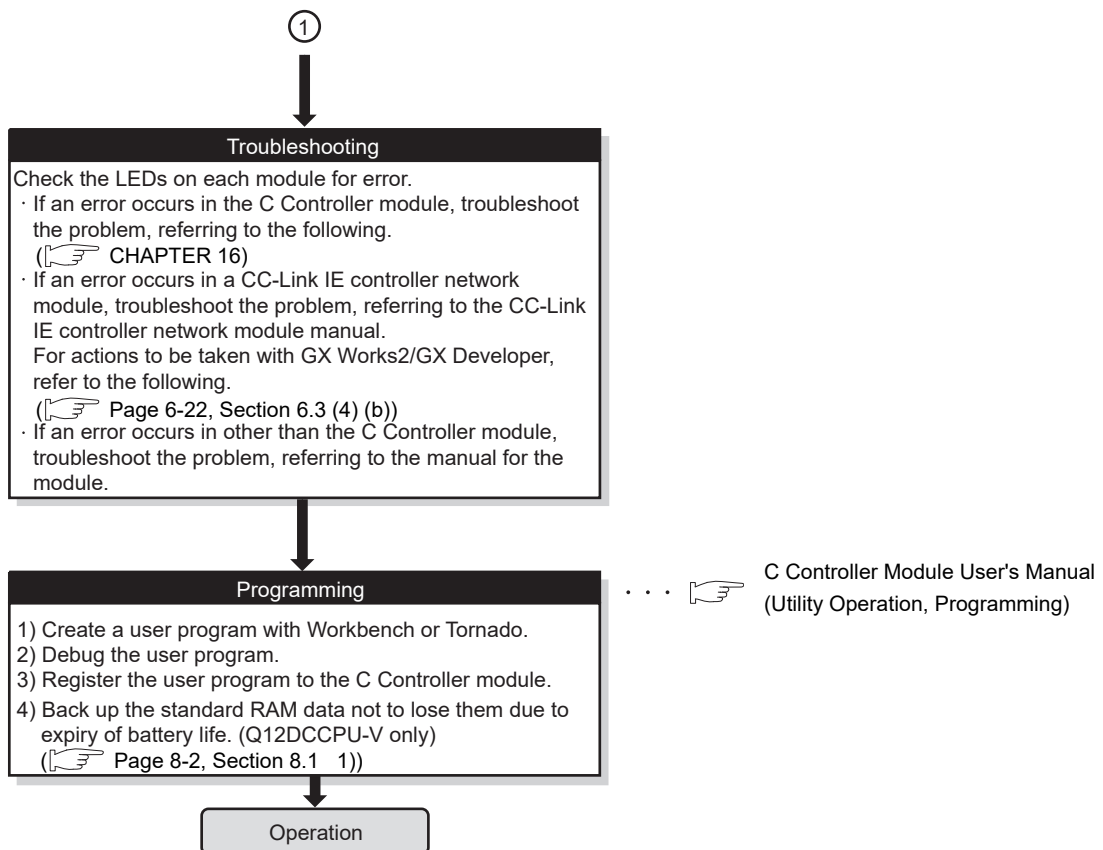 1
Troubleshooting
Check the LEDs on each module for error.
· If an error occurs in the C Controller module, troubleshoot
the problem, referring to the following.
( CHAPTER 16)
· If an error occurs in a CC-Link IE controller network
module, troubleshoot the problem, referring to the CC-Link
IE controller network module manual.
For actions to be taken with GX Works2/GX Developer,
refer to the following.
( Page 6-22, Section 6.3 (4) (b))
· If an error occurs in other than the C Controller module,
troubleshoot the problem, referring to the manual for the
module.
Programming
1) Create a user program with Workbench or Tornado.
2) Debug the user program.
3) Register the user program to the C Controller module.
4) Back up the standard RAM data not to lose them due to
expiry of battery life. (Q12DCCPU-V only)
( Page 8-2, Section 8.1 1))
· · · C Controller Module User's Manual
(Utility Operation, Programming)
Operation